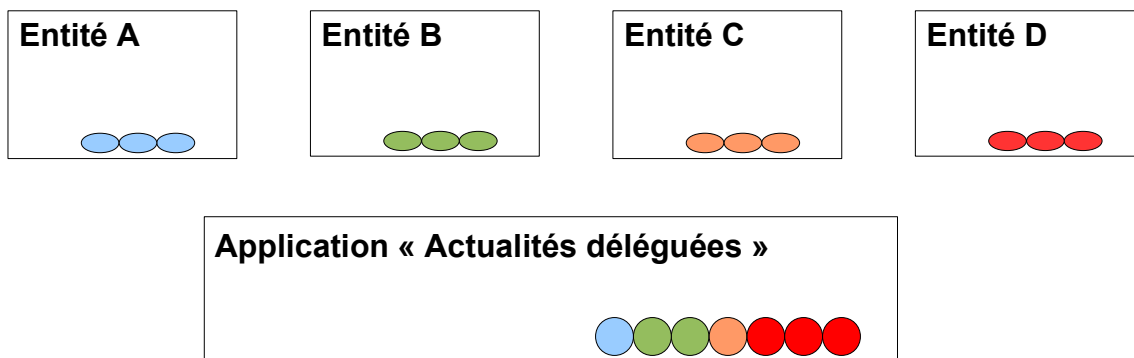 Entité A
Entité B
Entité C
Entité D
Application « Actualités déléguées »